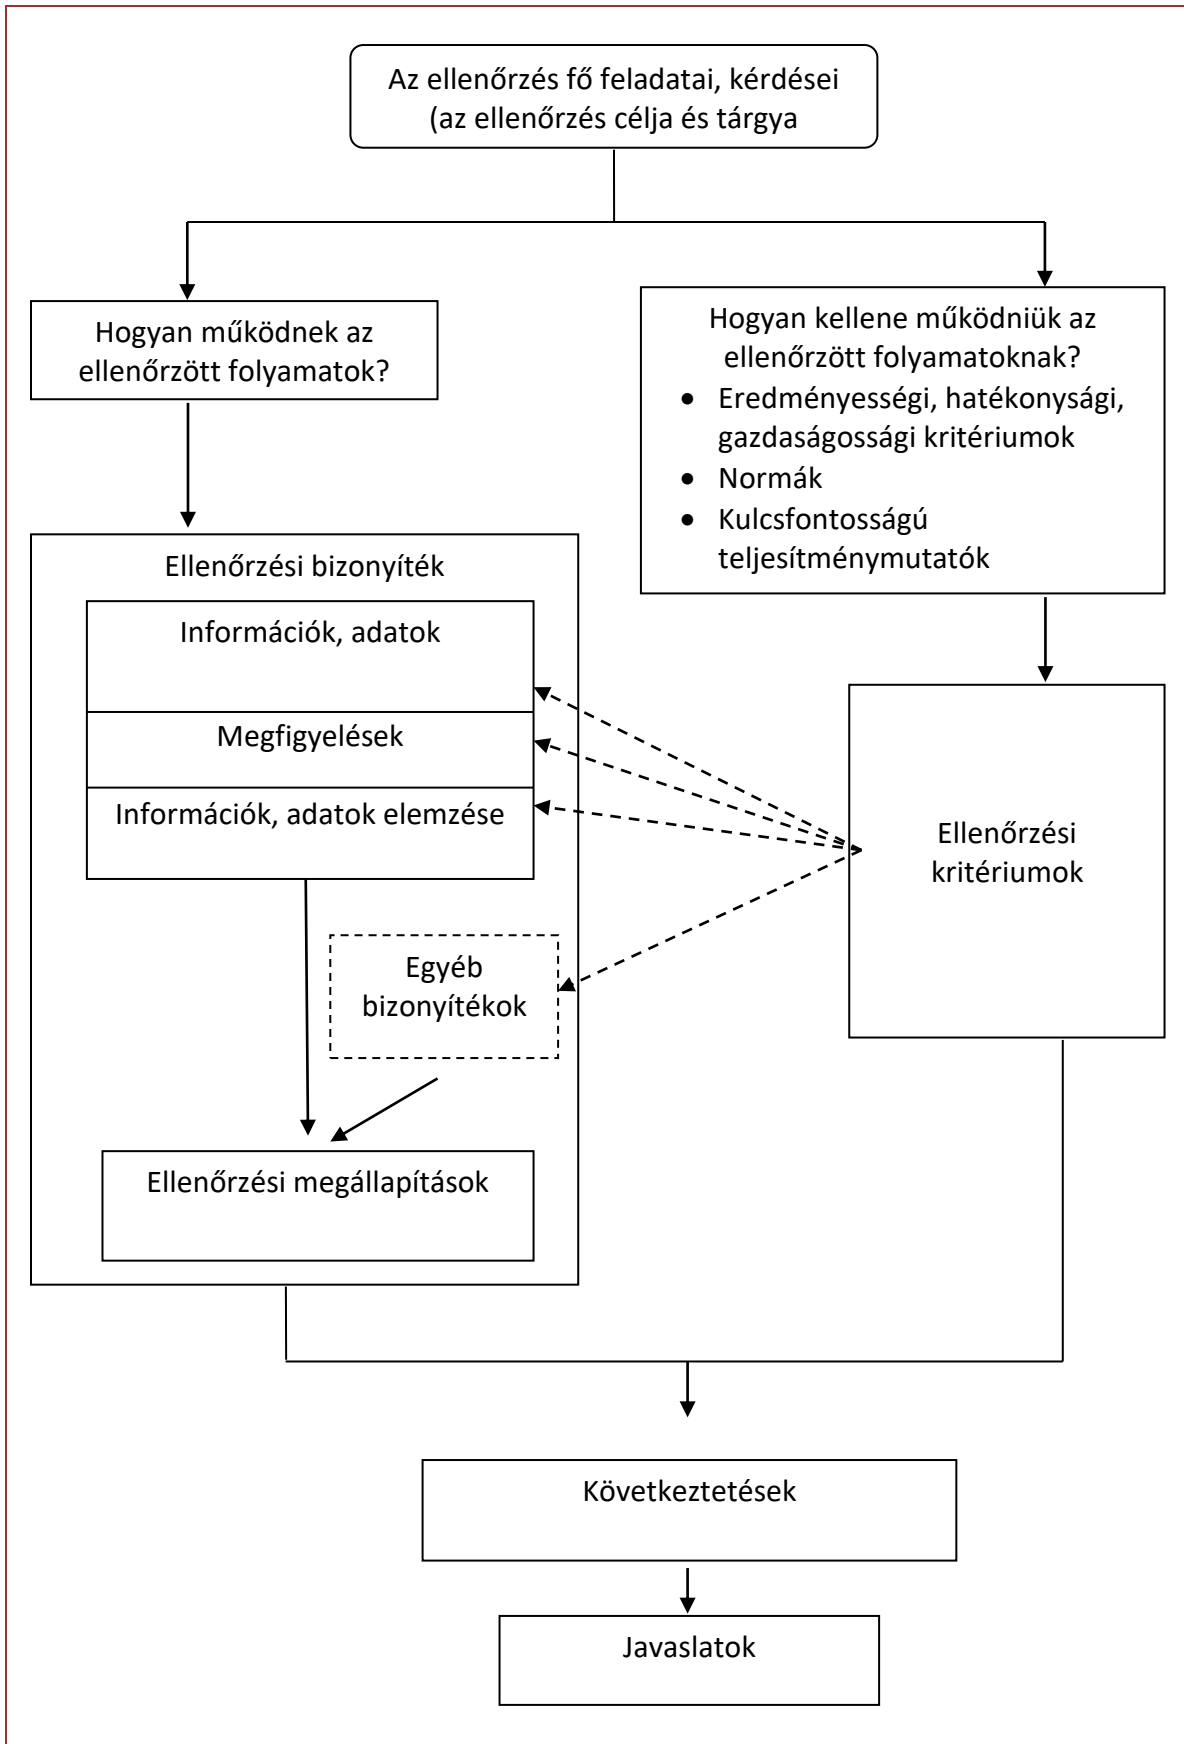 Az ellenőrzés fő feladatai, kérdései
(az ellenőrzés célja és tárgya
Hogyan működnek az
ellenőrzött folyamatok?
Hogyan kellene működniük az
ellenőrzött folyamatoknak?
• Eredményességi, hatékonysági,
gazdaságossági kritériumok
• Normák
• Kulcsfontosságú
teljesítménymutatók
Ellenőrzési bizonyíték
Információk, adatok
Megfigyelések
Információk, adatok elemzése
Ellenőrzési
kritériumok
Egyéb
bizonyítékok
Ellenőrzési megállapítások
Következtetések
Javaslatok